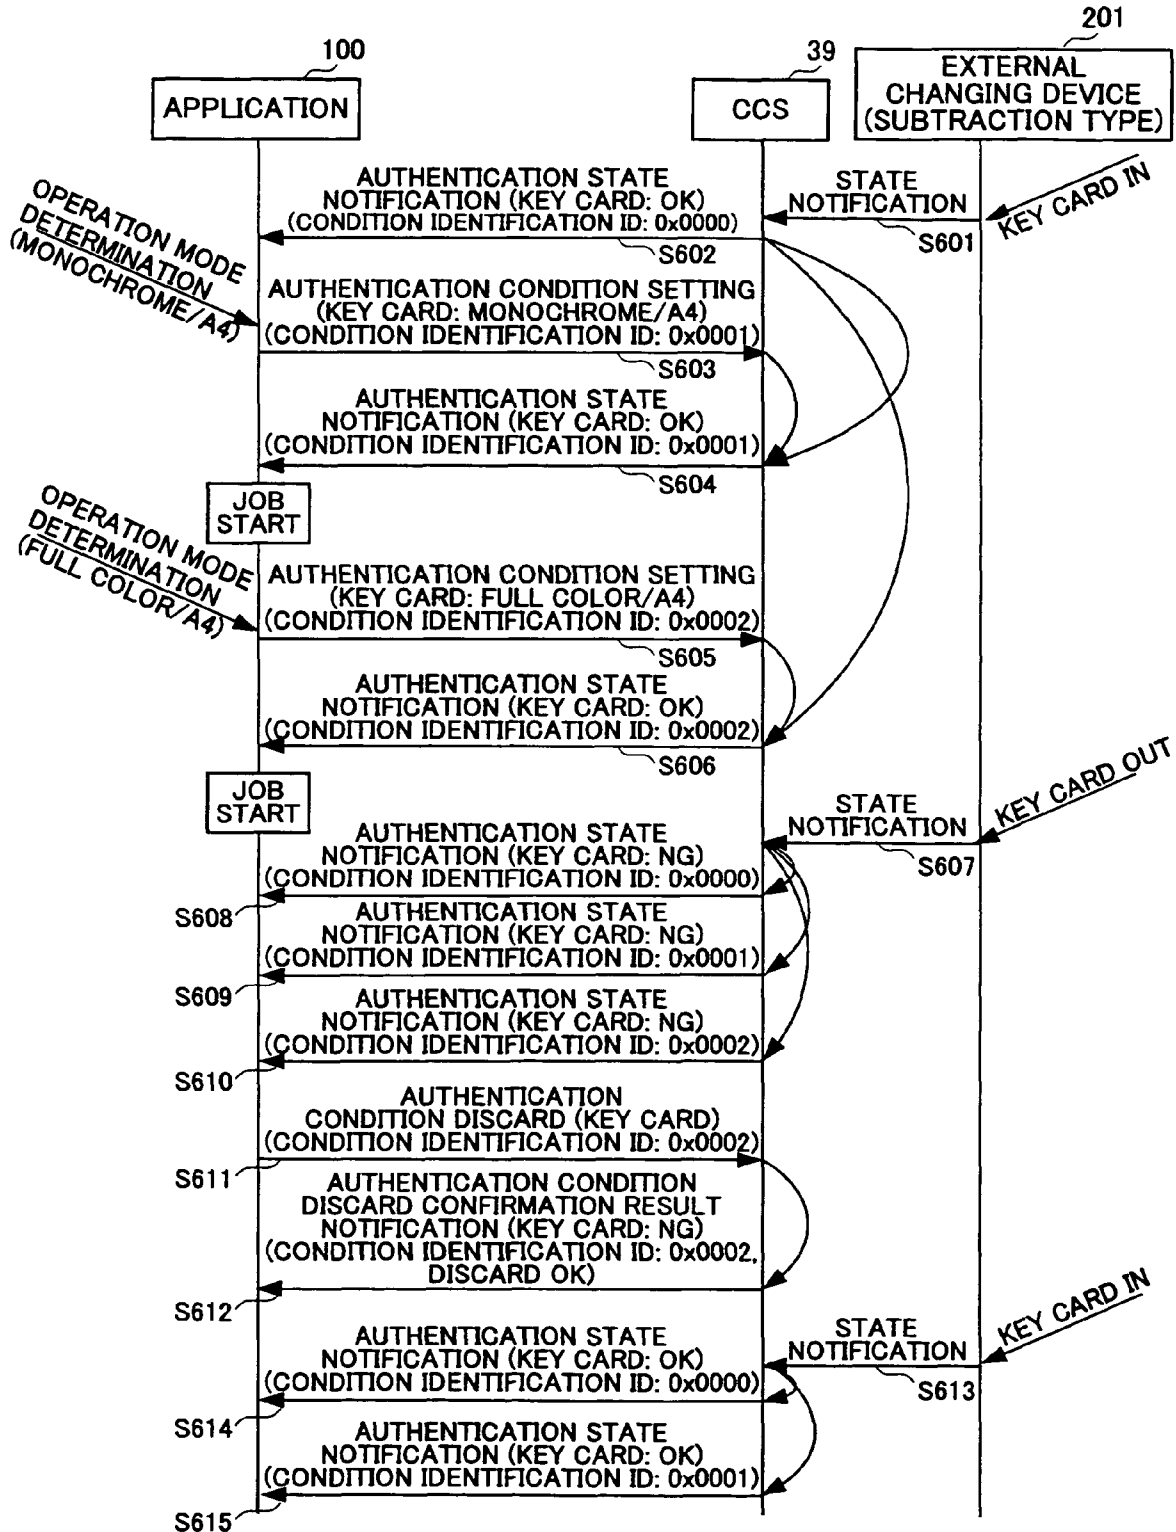 100
39
201
APPLICATION
CCS
EXTERNAL
CHANGING DEVICE
(SUBTRACTION TYPE)
KEY CARD IN
STATE
NOTIFICATION
S601
AUTHENTICATION STATE
NOTIFICATION (KEY CARD: OK)
(CONDITION IDENTIFICATION ID: 0x0000)
S602
OPERATION MODE
DETERMINATION
(MONOCHROME/A4)
AUTHENTICATION CONDITION SETTING
(KEY CARD: MONOCHROME/A4)
(CONDITION IDENTIFICATION ID: 0x0001)
S603
AUTHENTICATION STATE
NOTIFICATION (KEY CARD: OK)
(CONDITION IDENTIFICATION ID: 0x0001)
S604
JOB
START
OPERATION MODE
DETERMINATION
(FULL COLOR/A4)
AUTHENTICATION CONDITION SETTING
(KEY CARD: FULL COLOR/A4)
(CONDITION IDENTIFICATION ID: 0x0002)
S605
AUTHENTICATION STATE
NOTIFICATION (KEY CARD: OK)
(CONDITION IDENTIFICATION ID: 0x0002)
S606
JOB
START
KEY CARD OUT
STATE
NOTIFICATION
S607
AUTHENTICATION STATE
NOTIFICATION (KEY CARD: NG)
(CONDITION IDENTIFICATION ID: 0x0000)
S608
AUTHENTICATION STATE
NOTIFICATION (KEY CARD: NG)
(CONDITION IDENTIFICATION ID: 0x0001)
S609
AUTHENTICATION STATE
NOTIFICATION (KEY CARD: NG)
(CONDITION IDENTIFICATION ID: 0x0002)
S610
AUTHENTICATION
CONDITION DISCARD (KEY CARD)
(CONDITION IDENTIFICATION ID: 0x0002)
S611
AUTHENTICATION CONDITION
DISCARD CONFIRMATION RESULT
NOTIFICATION (KEY CARD: NG)
(CONDITION IDENTIFICATION ID: 0x0002,
DISCARD OK)
S612
KEY CARD IN
STATE
NOTIFICATION
S613
AUTHENTICATION STATE
NOTIFICATION (KEY CARD: OK)
(CONDITION IDENTIFICATION ID: 0x0000)
S614
AUTHENTICATION STATE
NOTIFICATION (KEY CARD: OK)
(CONDITION IDENTIFICATION ID: 0x0001)
S615